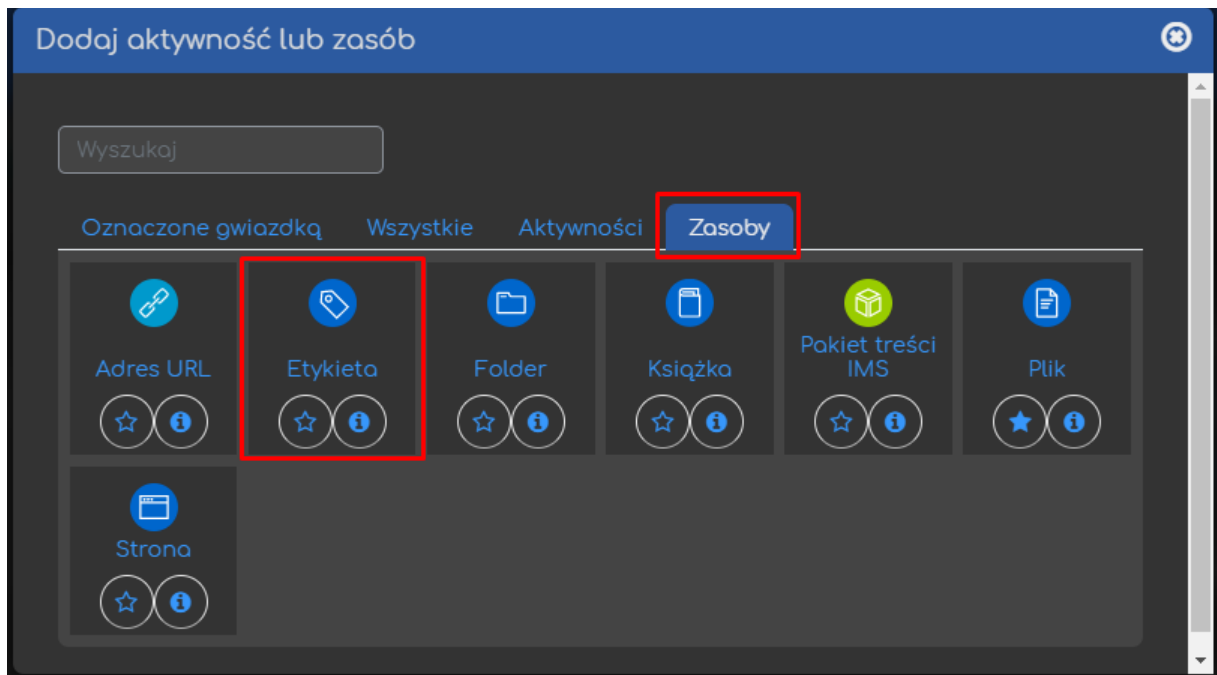 Dodaj aktywność lub zasób
Wyszukaj
Oznaczone gwiazdką Wszystkie Aktywności Zasoby
Adres URL Etykieta Folder Książka Pakiet treści IMS Plik
Strona